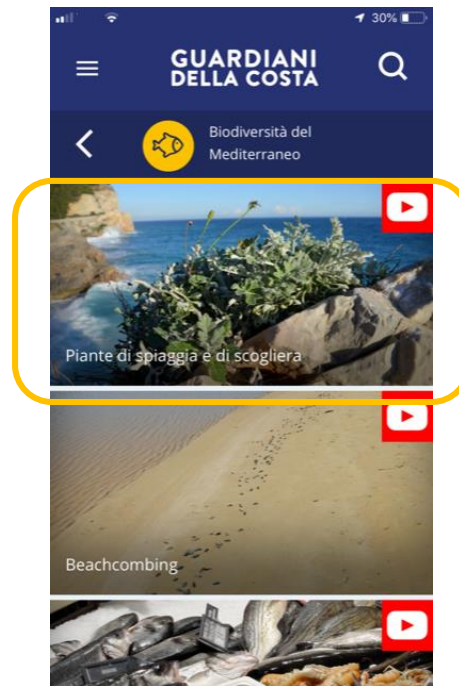 30%
GUARDIANI
DELLA COSTA
Biodiversità del
Mediterraneo
Piante di spiaggia e di scogliera
Beachcombing